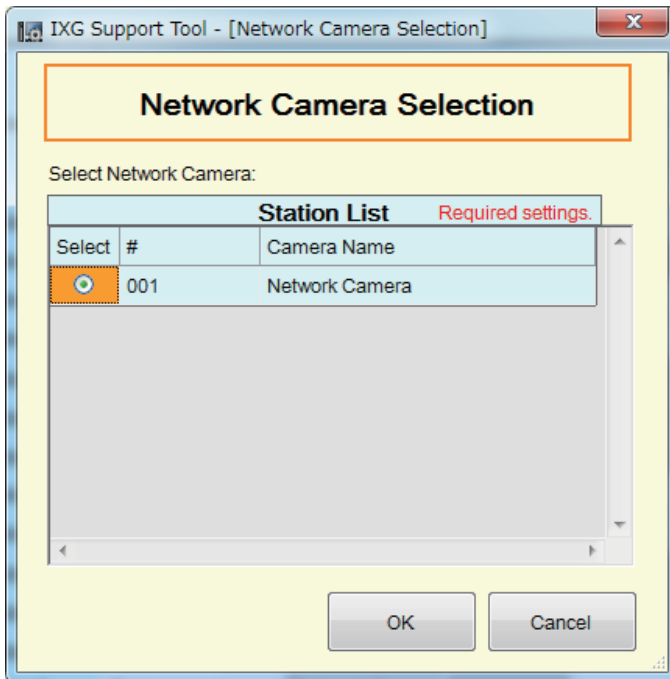 IXG Support Tool - [Network Camera Selection]
Network Camera Selection
Select Network Camera:
Station List Required settings.
Select # Camera Name
001 Network Camera
OK Cancel